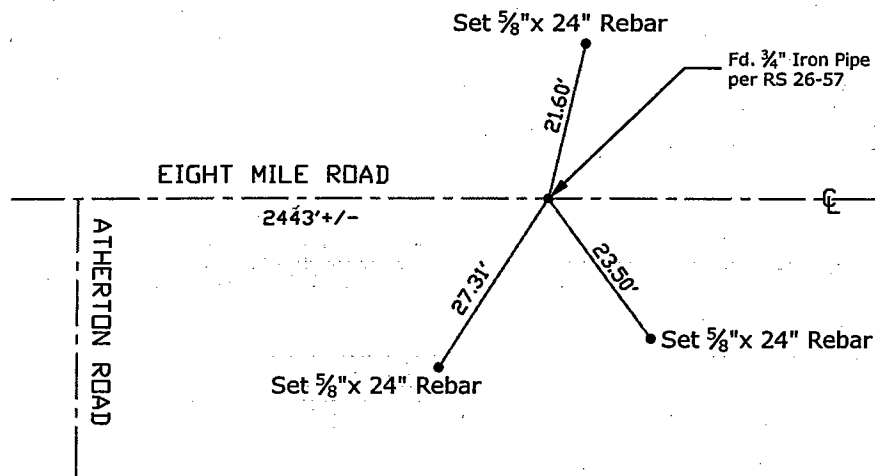 Set ⅝"x 24" Rebar
Fd. ¾" Iron Pipe
per RS 26-57
21.60'
EIGHT MILE ROAD
2443'+/-
℄
ATHERTON ROAD
27.31'
23.50'
Set ⅝"x 24" Rebar
Set ⅝"x 24" Rebar